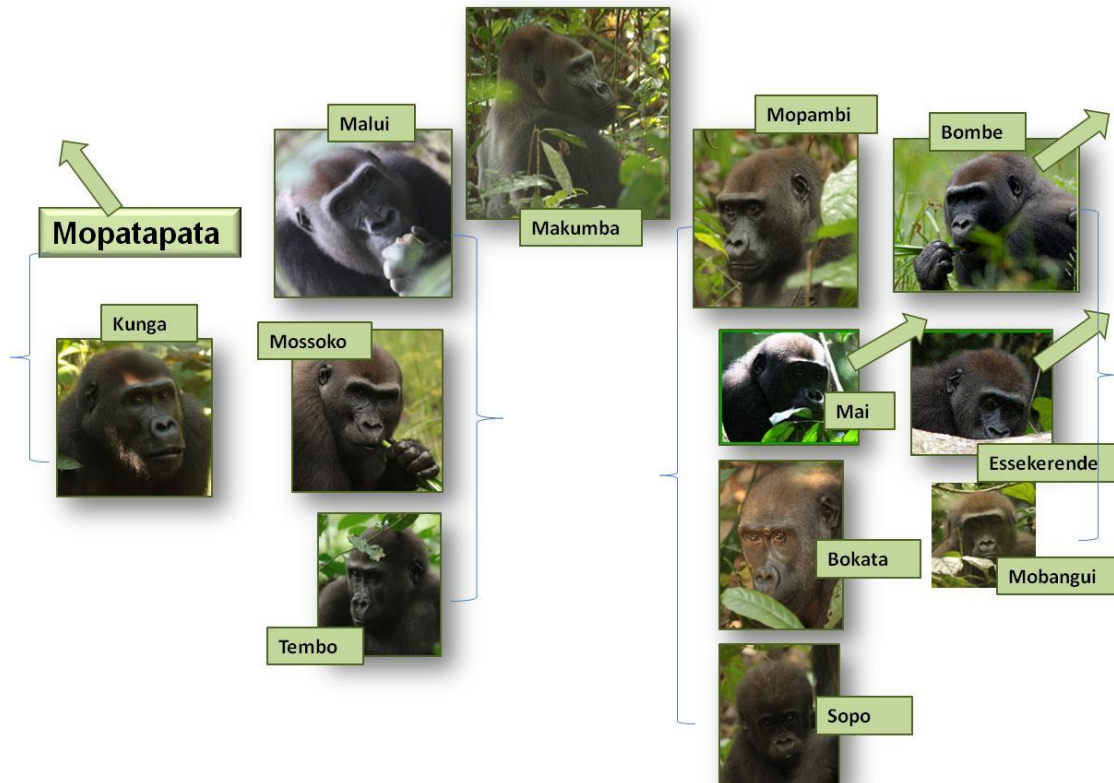 Makumba
Malui
Mopambi
Bombe
Mopatapata
Kunga
Mossoko
Mai
Essekerende
Bokata
Mobangui
Tembo
Sopo